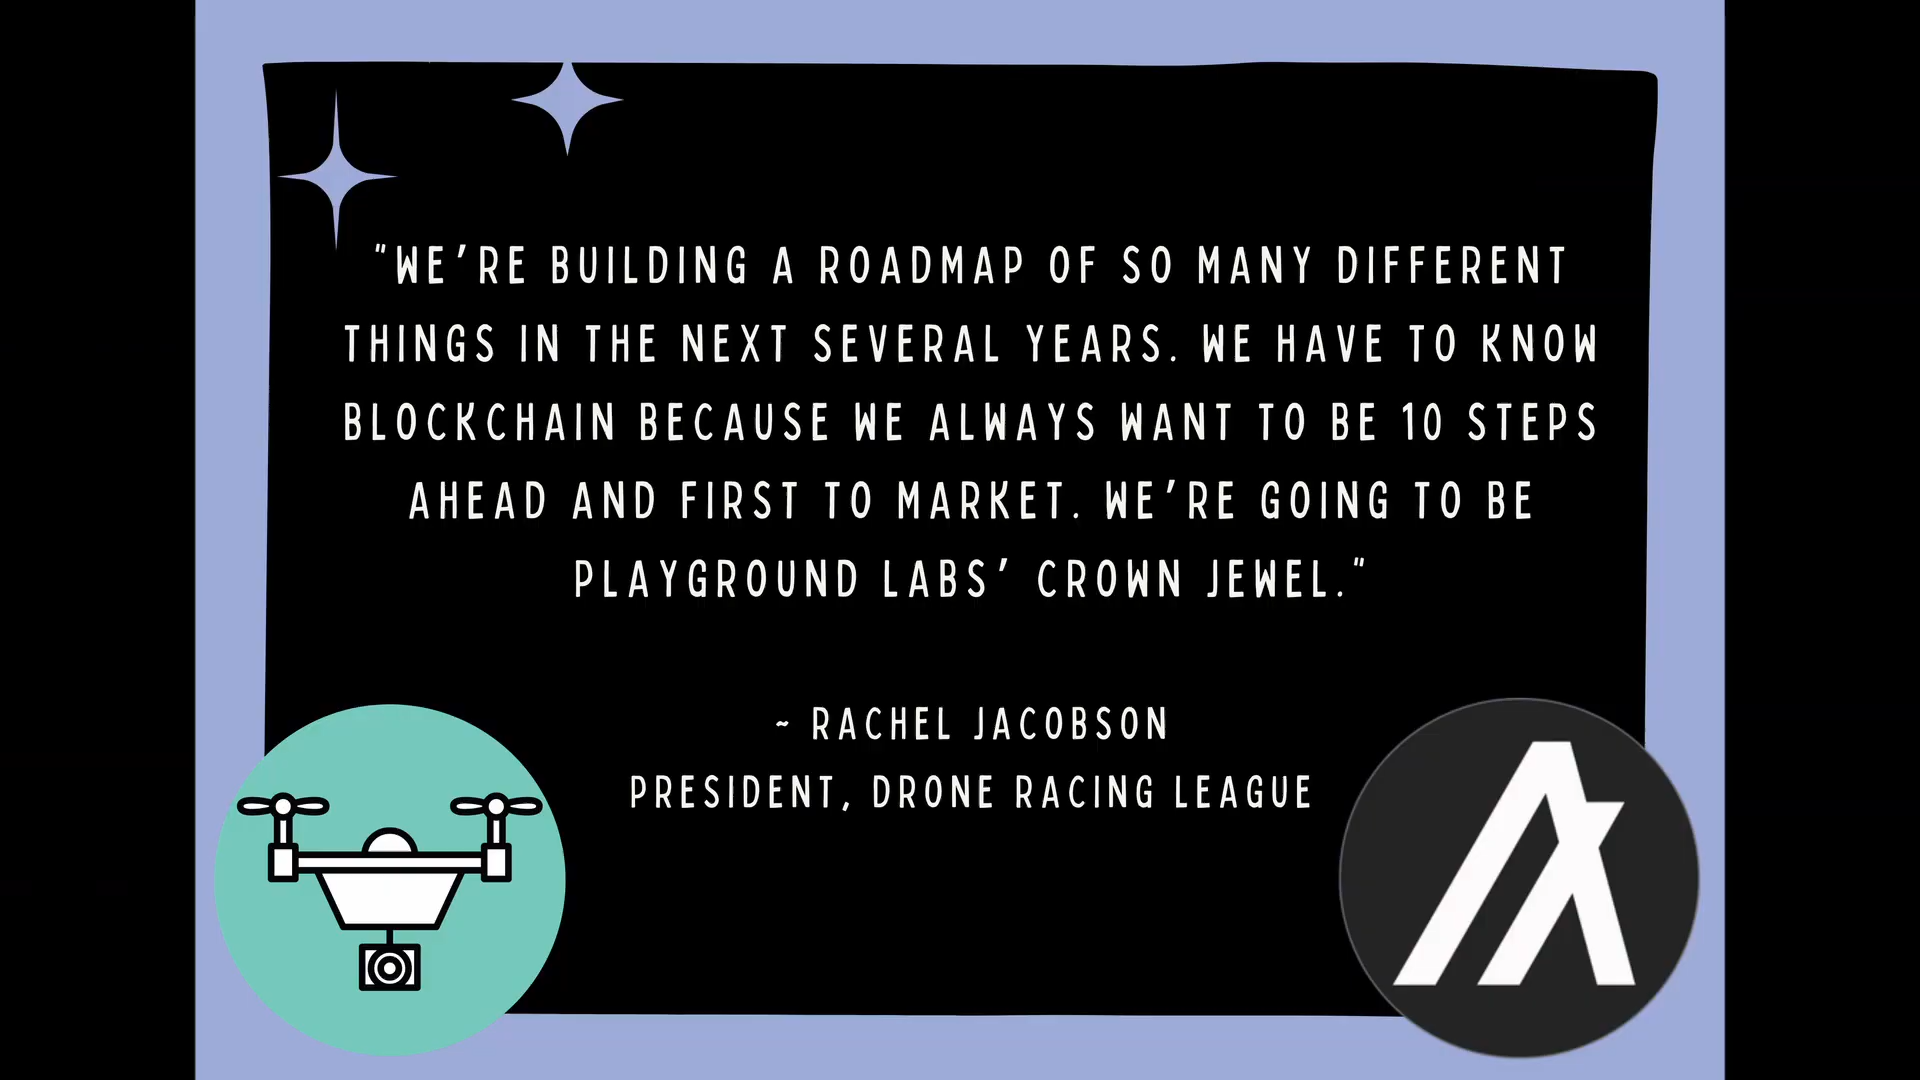 "WE'RE BUILDING A ROADMAP OF SO MANY DIFFERENT
THINGS IN THE NEXT SEVERAL YEARS. WE HAVE TO KNOW
BLOCKCHAIN BECAUSE WE ALWAYS WANT TO BE 10 STEPS
AHEAD AND FIRST TO MARKET. WE'RE GOING TO BE
PLAYGROUND LABS' CROWN JEWEL."
~ RACHEL JACOBSON
PRESIDENT, DRONE RACING LEAGUE